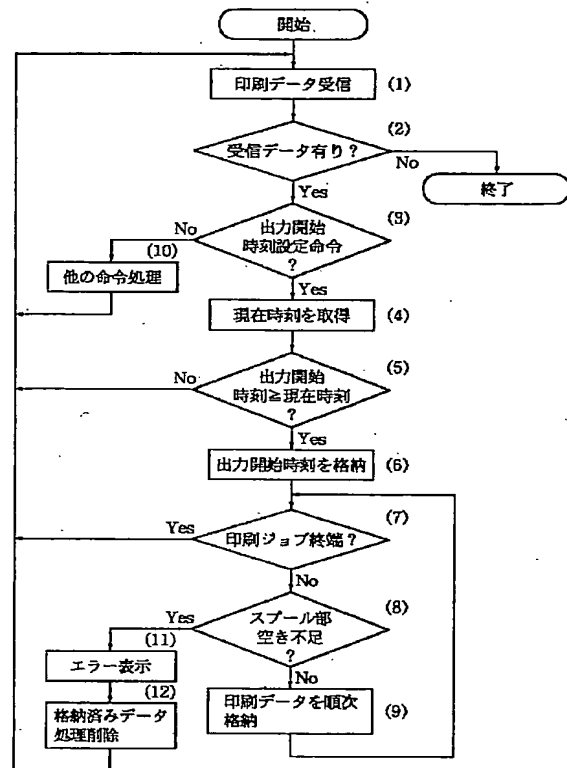 開始
印刷データ受信
(1)
(2)
受信データ有り?
No
Yes
終了
(3)
No
出力開始
時刻設定命令
?
(10)
他の命令処理
Yes
現在時刻を取得
(4)
(5)
No
出力開始
時刻≧現在時刻
?
Yes
出力開始時刻を格納
(6)
(7)
Yes
印刷ジョブ終端?
No
(8)
Yes
スプール部
空き不足
?
(11)
エラー表示
No
(12)
格納済みデータ
処理削除
印刷データを順次
格納
(9)